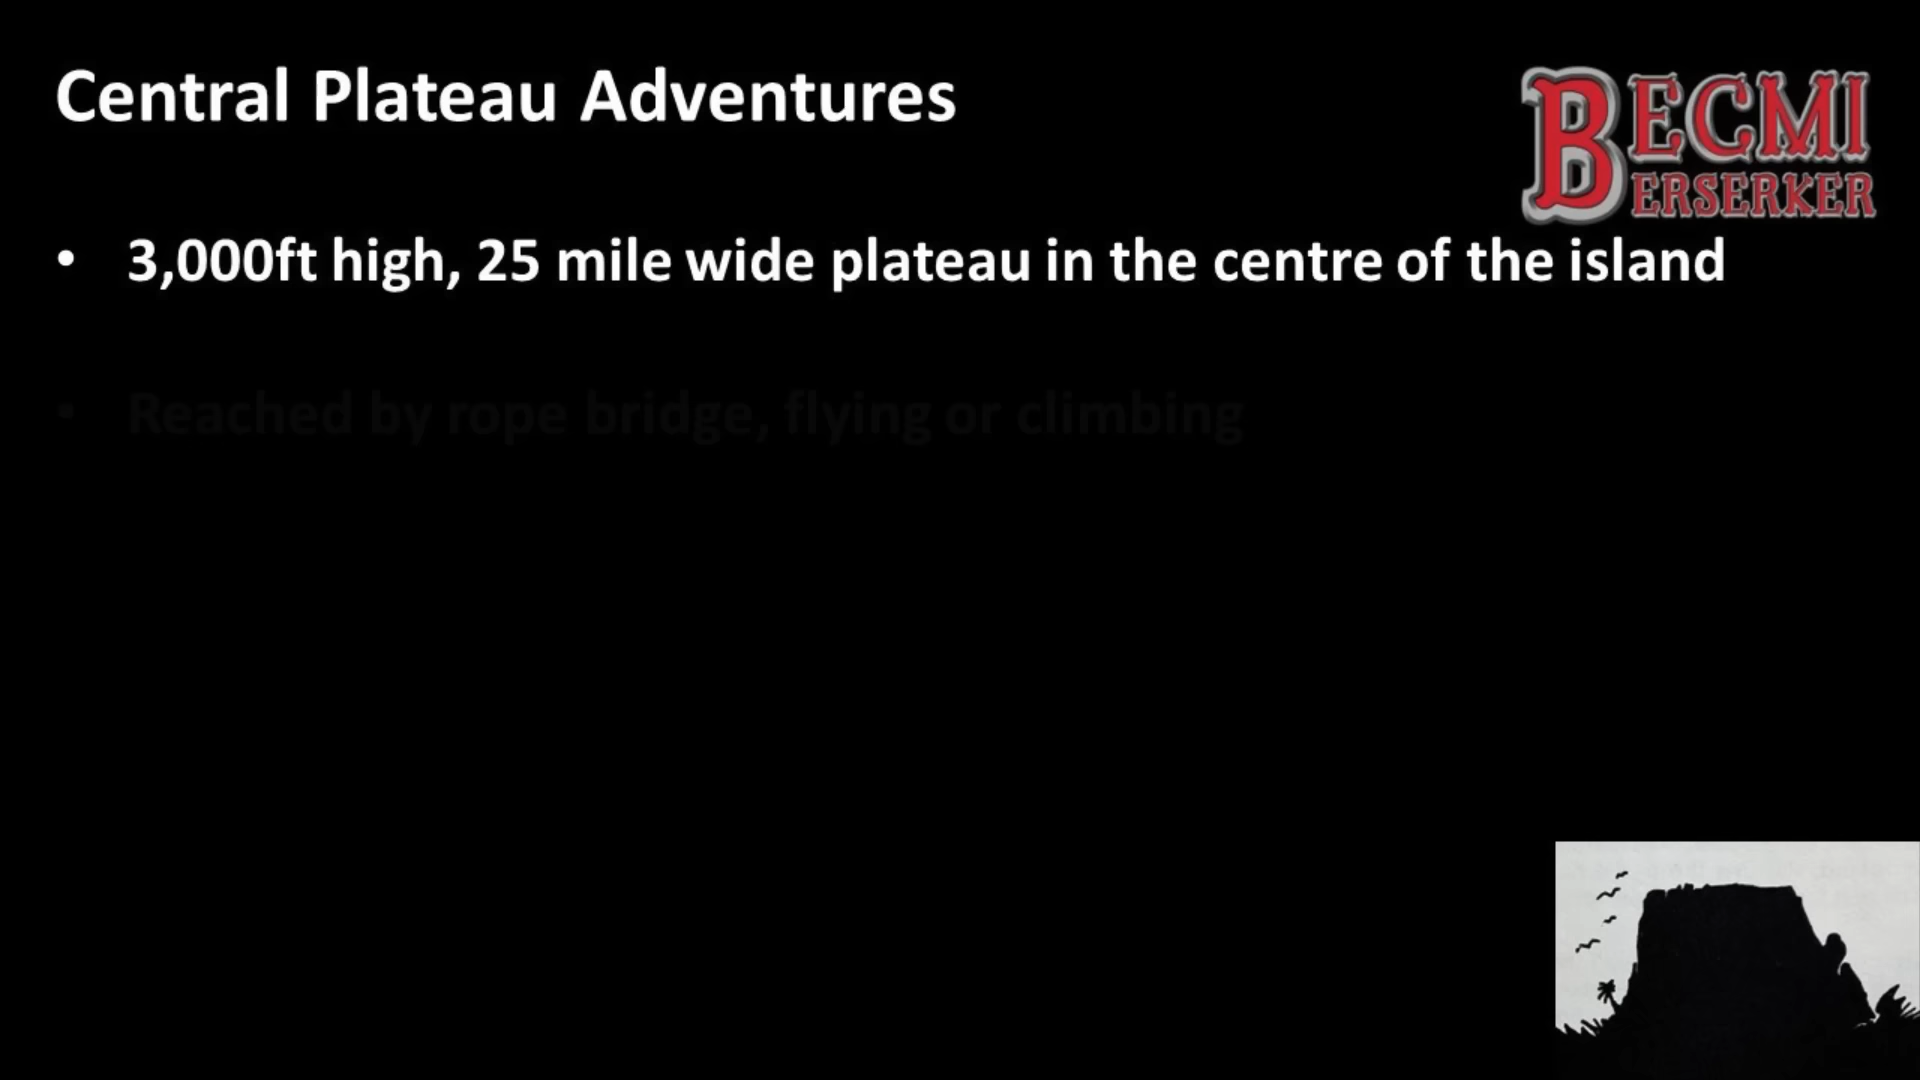 Central Plateau Adventures
BECMI
BERSERKER
• 3,000ft high, 25 mile wide plateau in the centre of the island
• Reached by rope bridge, flying or climbing